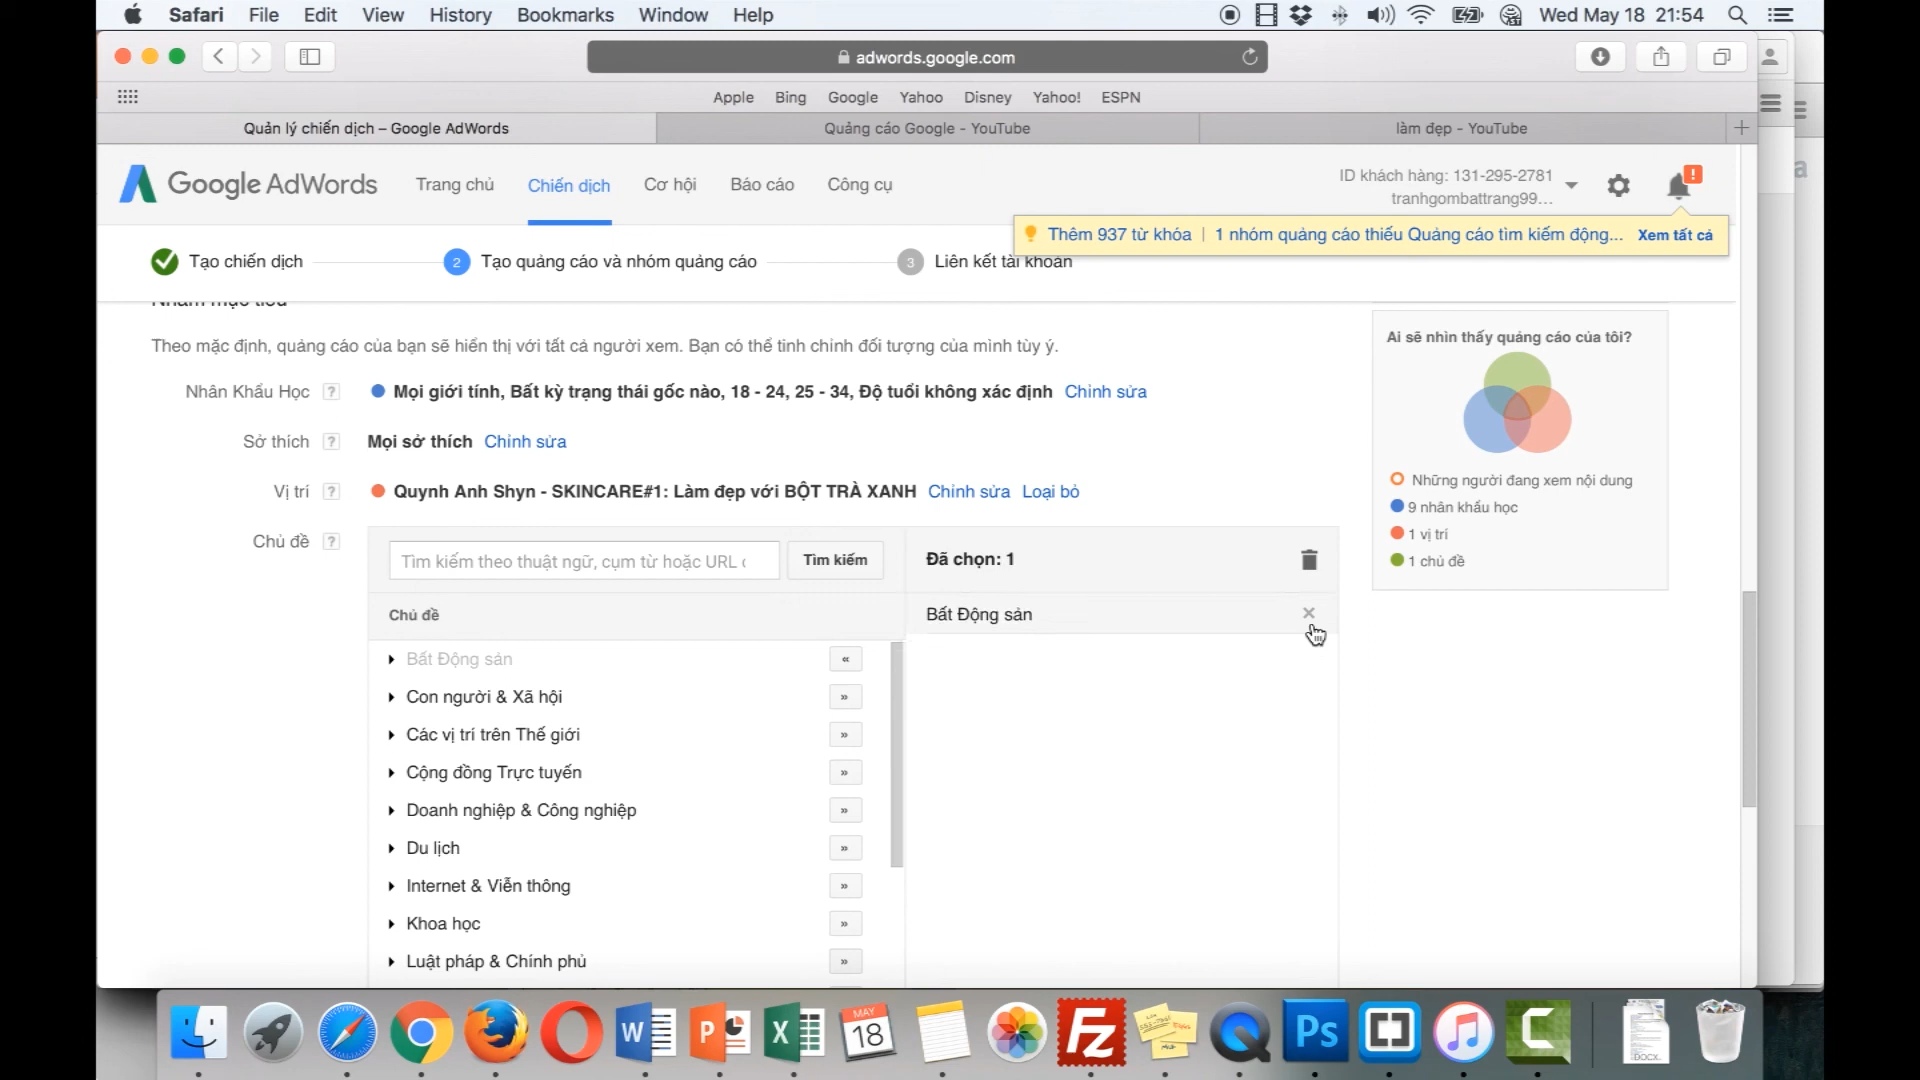 Safari File Edit View History Bookmarks Window Help Wed May 18 21:54
adwords.google.com
Apple Bing Google Yahoo Disney Yahoo! ESPN
Quản lý chiến dịch – Google AdWords Quảng cáo Google - YouTube làm đẹp - YouTube
Google AdWords Trang chủ Chiến dịch Cơ hội Báo cáo Công cụ
ID khách hàng: 131-295-2781
tranhgombattrang99...
Thêm 937 từ khóa | 1 nhóm quảng cáo thiếu Quảng cáo tìm kiếm động... Xem tất cả
Tạo chiến dịch 2 Tạo quảng cáo và nhóm quảng cáo 3 Liên kết tài khoản
Nhắm mục tiêu
Theo mặc định, quảng cáo của bạn sẽ hiển thị với tất cả người xem. Bạn có thể tinh chỉnh đối tượng của mình tùy ý.
Nhân Khẩu Học ? Mọi giới tính, Bất kỳ trạng thái gốc nào, 18 - 24, 25 - 34, Độ tuổi không xác định Chỉnh sửa
Sở thích ? Mọi sở thích Chỉnh sửa
Vị trí ? Quynh Anh Shyn - SKINCARE#1: Làm đẹp với BỘT TRÀ XANH Chỉnh sửa Loại bỏ
Chủ đề ? Tìm kiếm theo thuật ngữ, cụm từ hoặc URL Tìm kiếm Đã chọn: 1
Chủ đề Bất Động sản
Bất Động sản «
Con người & Xã hội »
Các vị trí trên Thế giới »
Cộng đồng Trực tuyến »
Doanh nghiệp & Công nghiệp »
Du lịch »
Internet & Viễn thông »
Khoa học »
Luật pháp & Chính phủ »
Ai sẽ nhìn thấy quảng cáo của tôi?
Những người đang xem nội dung
9 nhân khẩu học
1 vị trí
1 chủ đề
W P X MAY 18 Fz Ps C DOCX